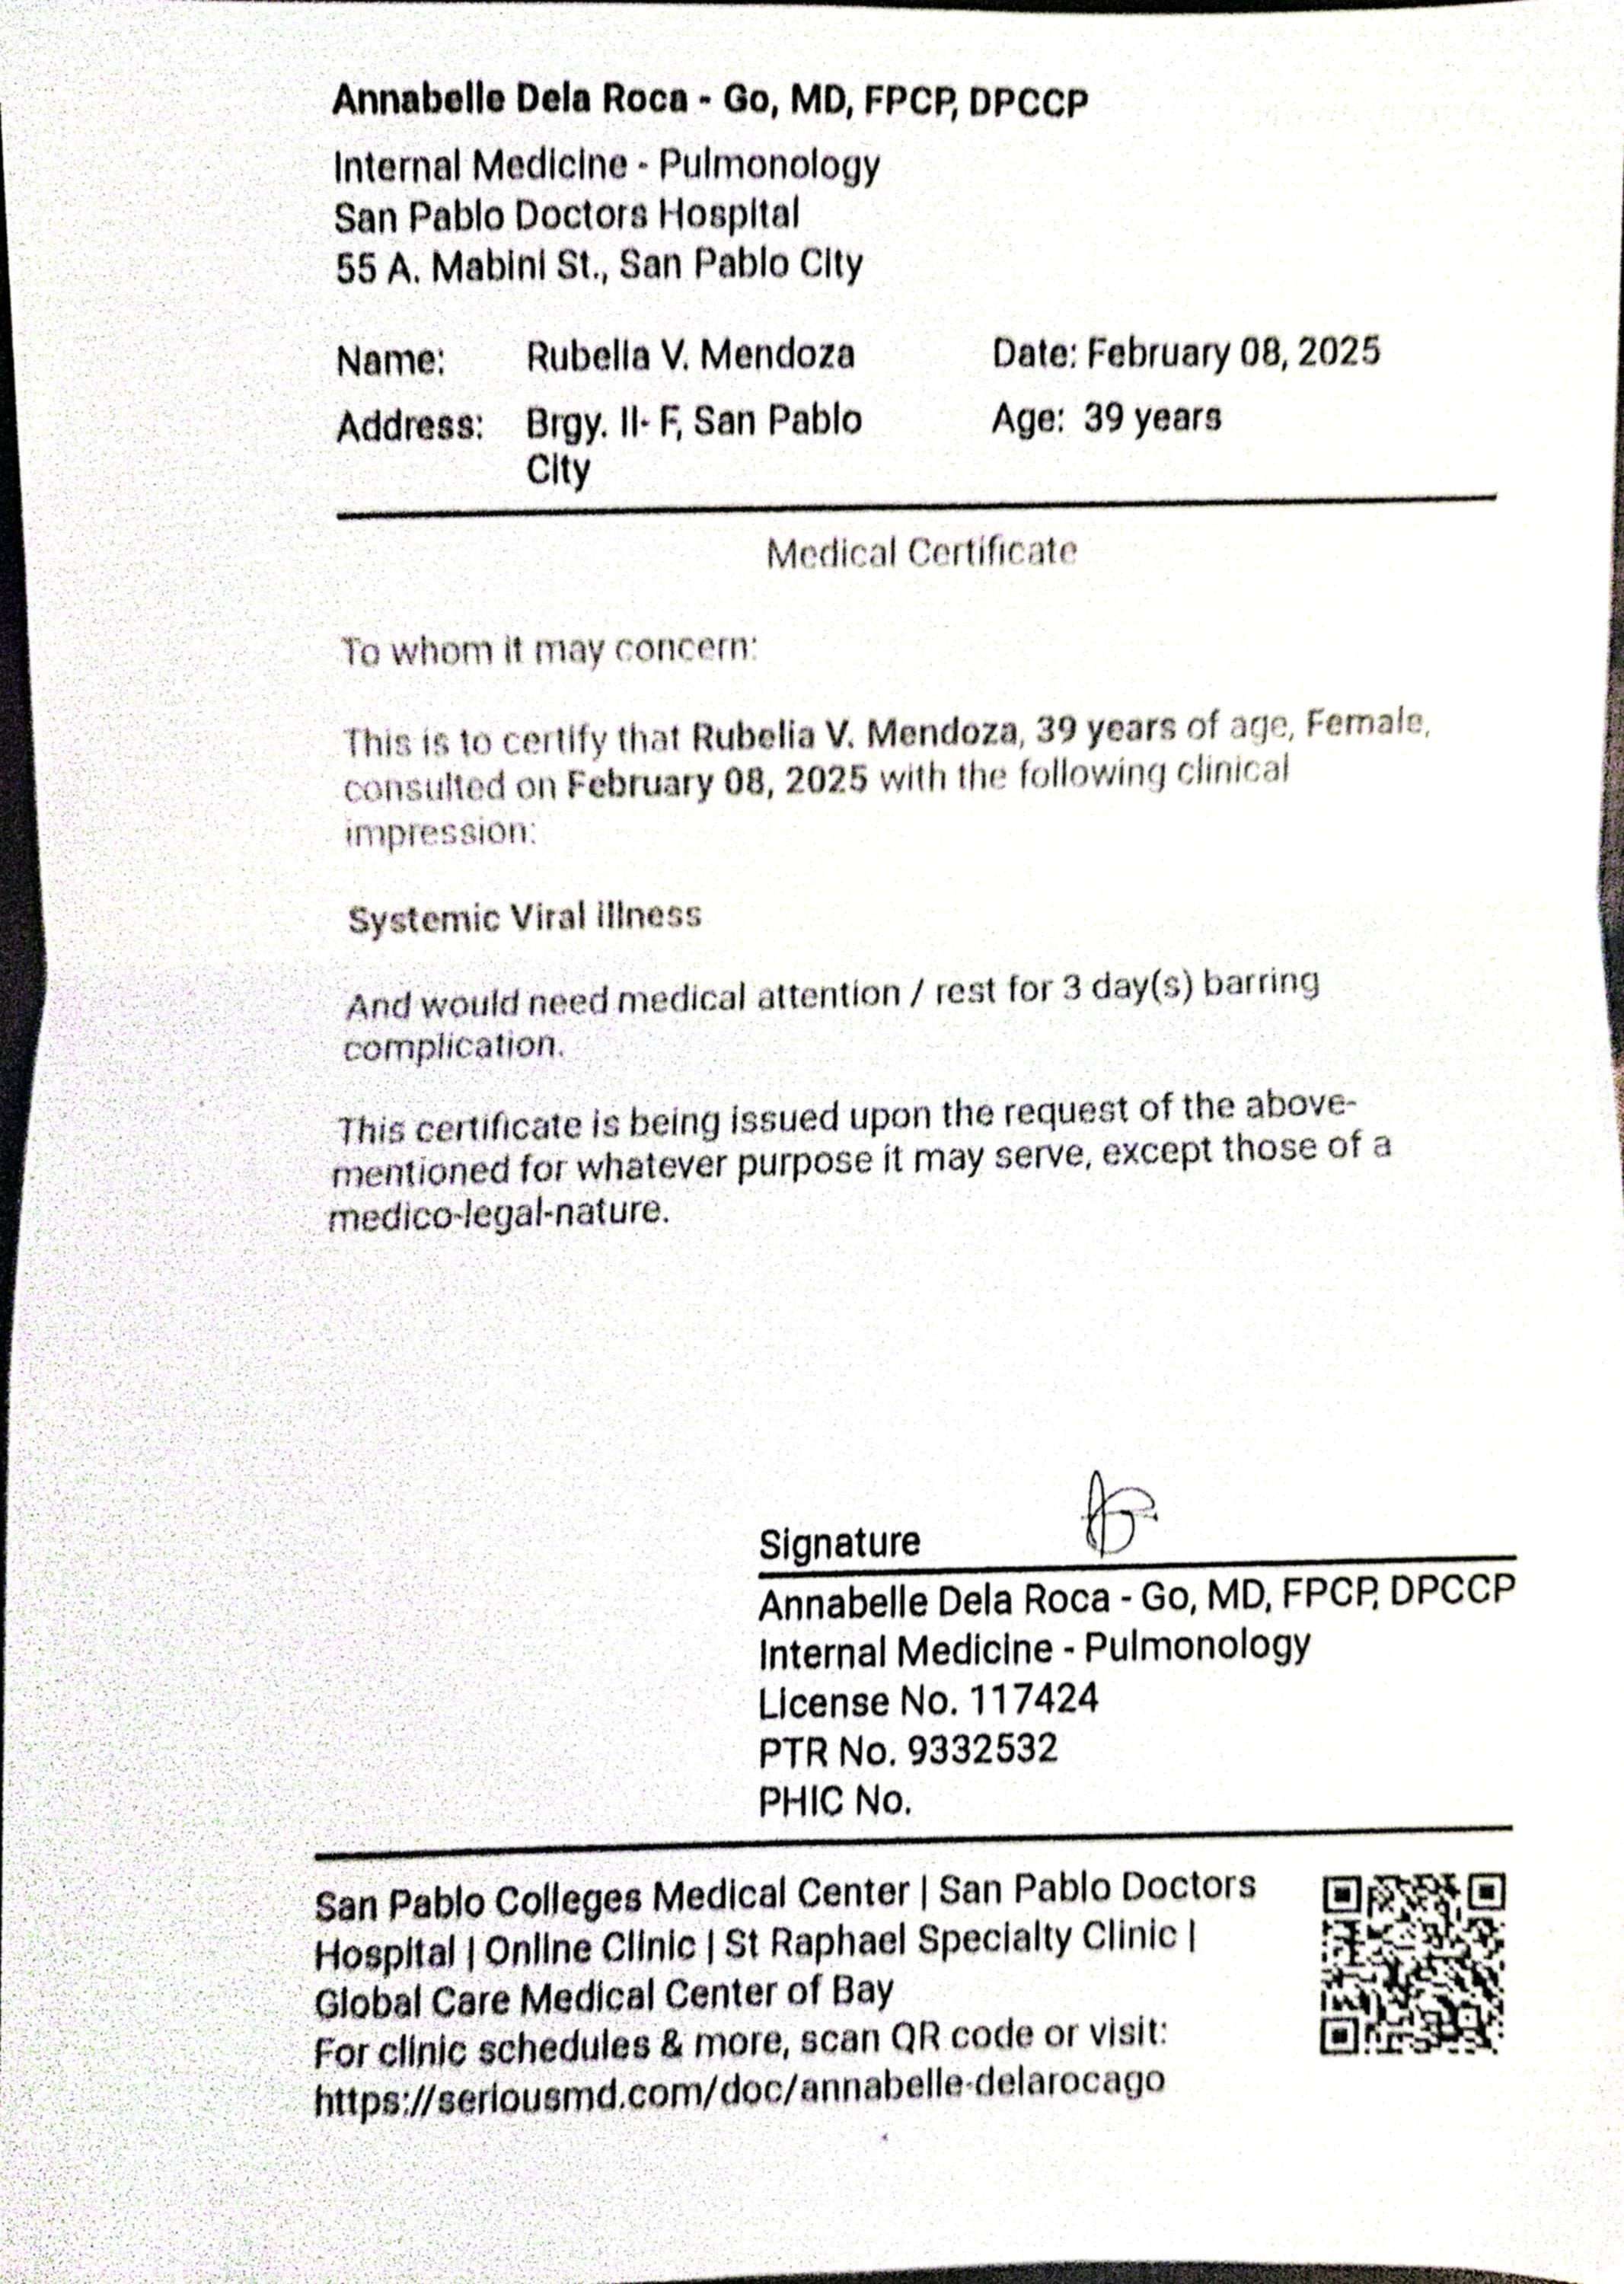 Annabelle Dela Roca - Go, MD, FPCP, DPCCP
Internal Medicine - Pulmonology
San Pablo Doctors Hospital
55 A. Mabini St., San Pablo City
Name: Rubelia V. Mendoza Date: February 08, 2025
Address: Brgy. II- F, San Pablo Age: 39 years
City
Medical Certificate
To whom it may concern:
This is to certify that Rubelia V. Mendoza, 39 years of age, Female,
consulted on February 08, 2025 with the following clinical
impression:
Systemic Viral illness
And would need medical attention / rest for 3 day(s) barring
complication.
This certificate is being issued upon the request of the above-
mentioned for whatever purpose it may serve, except those of a
medico-legal-nature.
Signature
Annabelle Dela Roca - Go, MD, FPCP, DPCCP
Internal Medicine - Pulmonology
License No. 117424
PTR No. 9332532
PHIC No.
San Pablo Colleges Medical Center | San Pablo Doctors
Hospital | Online Clinic | St Raphael Specialty Clinic |
Global Care Medical Center of Bay
For clinic schedules & more, scan QR code or visit:
https://seriousmd.com/doc/annabelle-delarocago